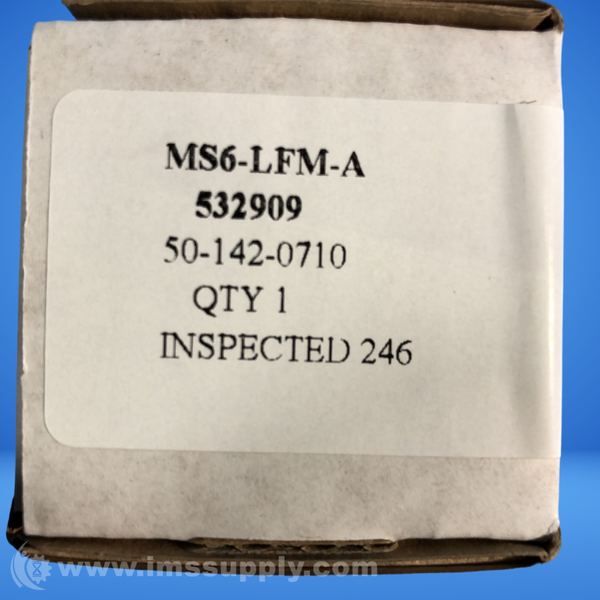 MS6-LFM-A
532909
50-142-0710
QTY 1
INSPECTED 246
www.imssupply.com